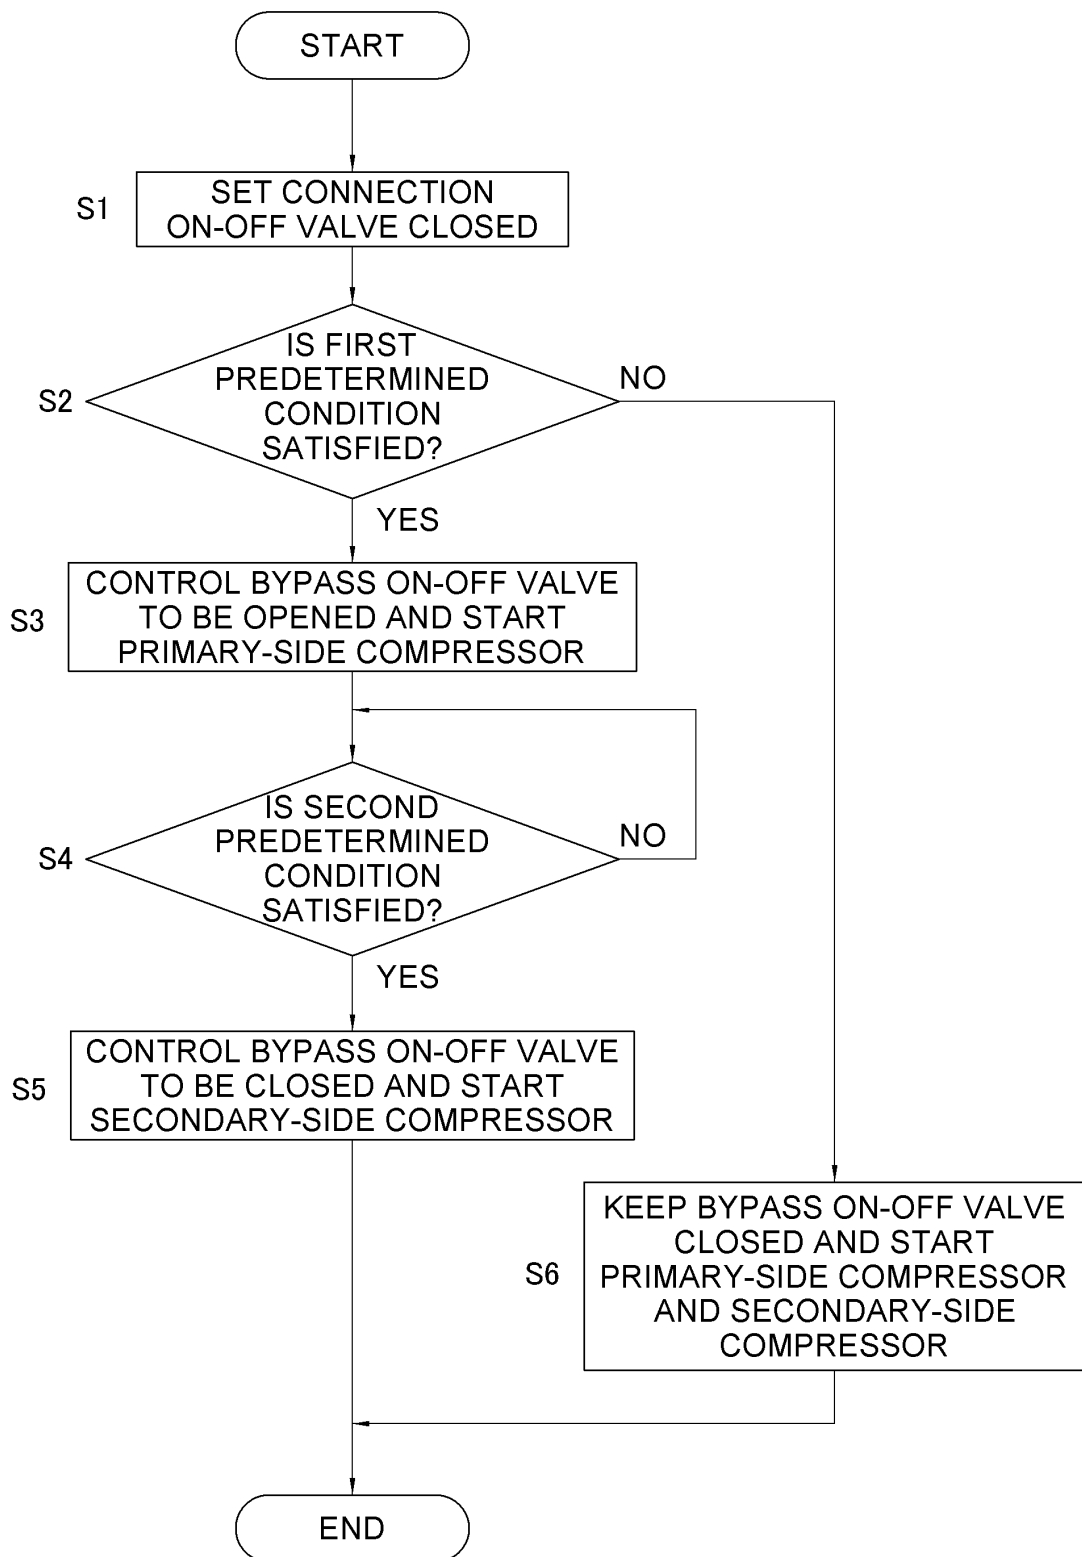 START
S1
SET CONNECTION
ON-OFF VALVE CLOSED
S2
IS FIRST
PREDETERMINED
CONDITION
SATISFIED?
NO
YES
S3
CONTROL BYPASS ON-OFF VALVE
TO BE OPENED AND START
PRIMARY-SIDE COMPRESSOR
S4
IS SECOND
PREDETERMINED
CONDITION
SATISFIED?
NO
YES
S5
CONTROL BYPASS ON-OFF VALVE
TO BE CLOSED AND START
SECONDARY-SIDE COMPRESSOR
S6
KEEP BYPASS ON-OFF VALVE
CLOSED AND START
PRIMARY-SIDE COMPRESSOR
AND SECONDARY-SIDE
COMPRESSOR
END